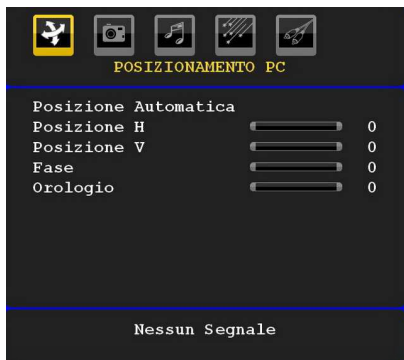 POSIZIONAMENTO PC
Posizione Automatica
Posizione H 0
Posizione V 0
Fase 0
Orologio 0
Nessun Segnale